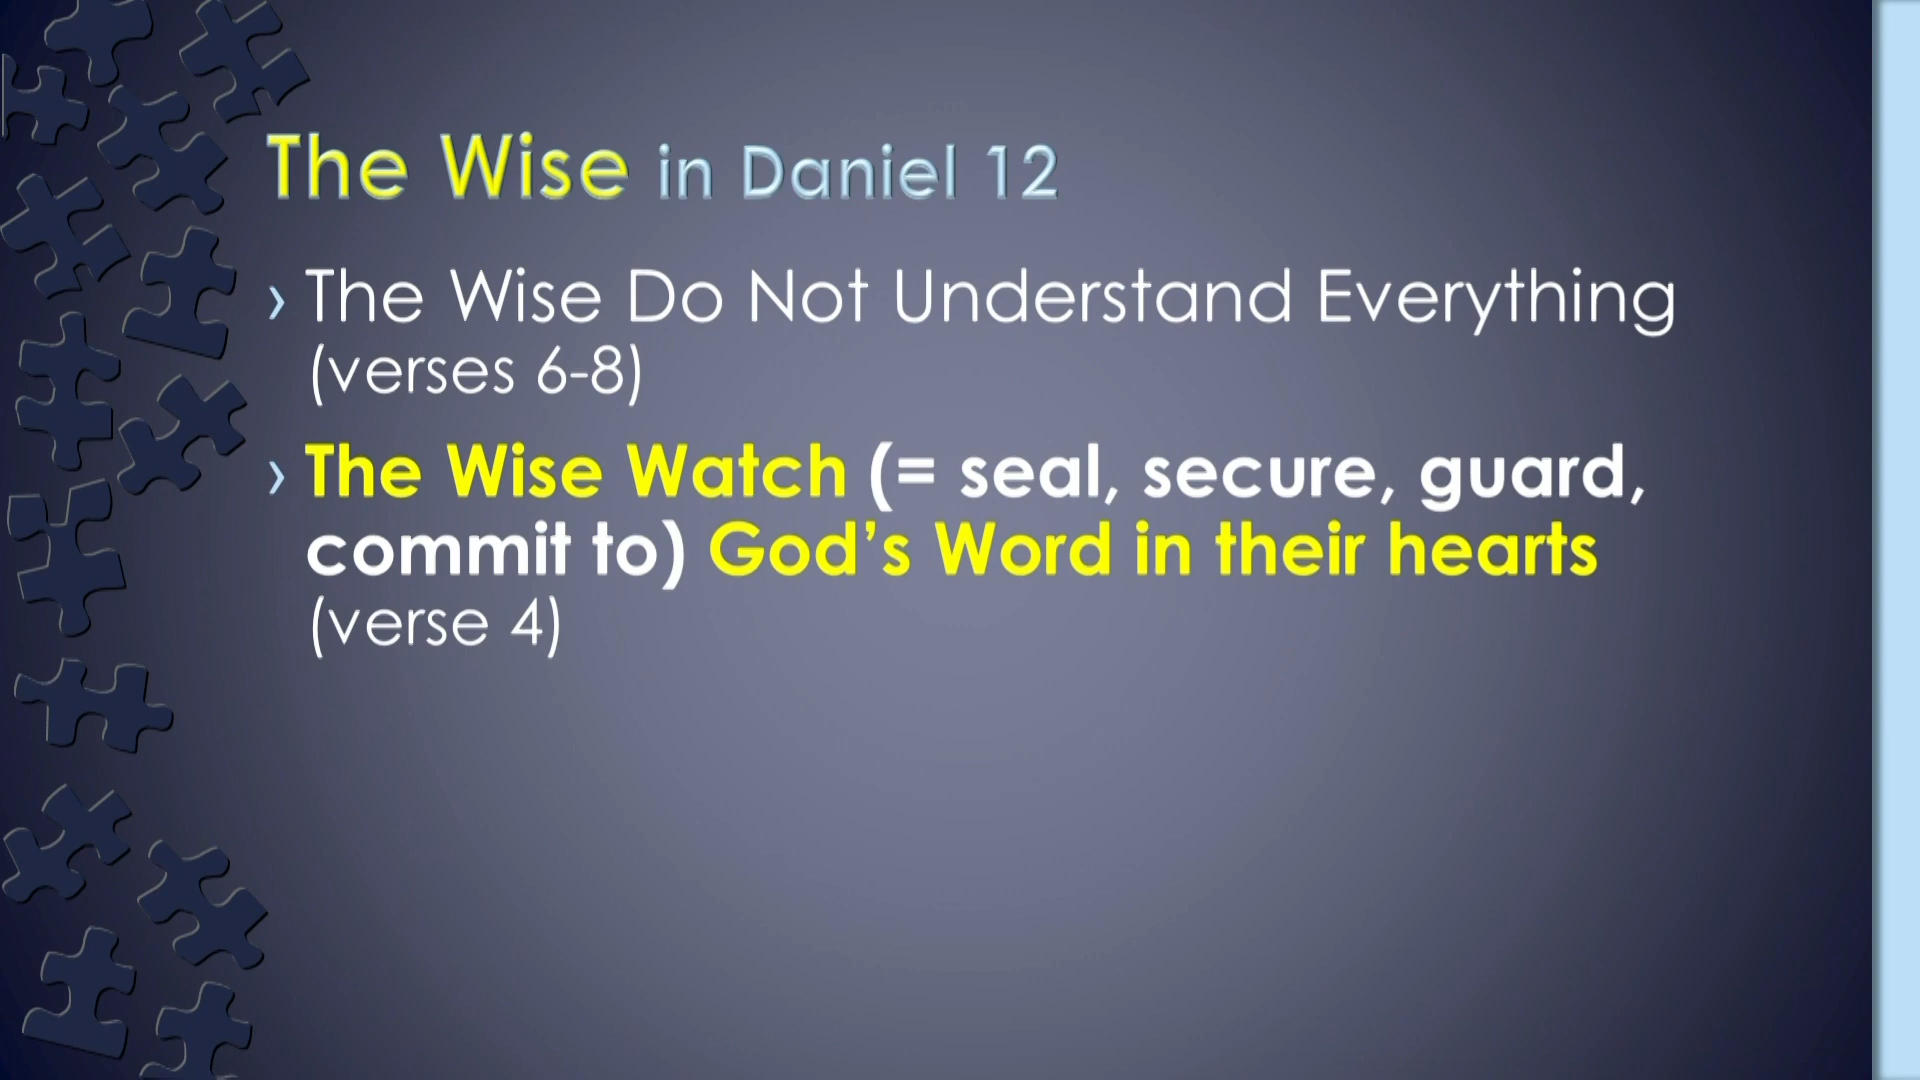 The Wise in Daniel 12
› The Wise Do Not Understand Everything
(verses 6-8)
› The Wise Watch (= seal, secure, guard,
commit to) God’s Word in their hearts
(verse 4)